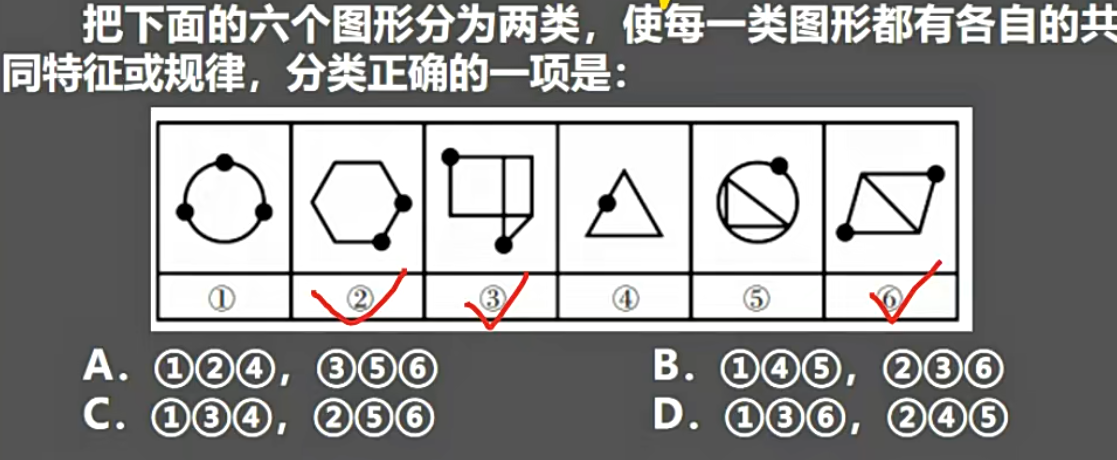 把下面的六个图形分为两类，使每一类图形都有各自的共
同特征或规律，分类正确的一项是：
① ② ③ ④ ⑤ ⑥
A. ①②④，③⑤⑥ B. ①④⑤，②③⑥
C. ①③④，②⑤⑥ D. ①③⑥，②④⑤